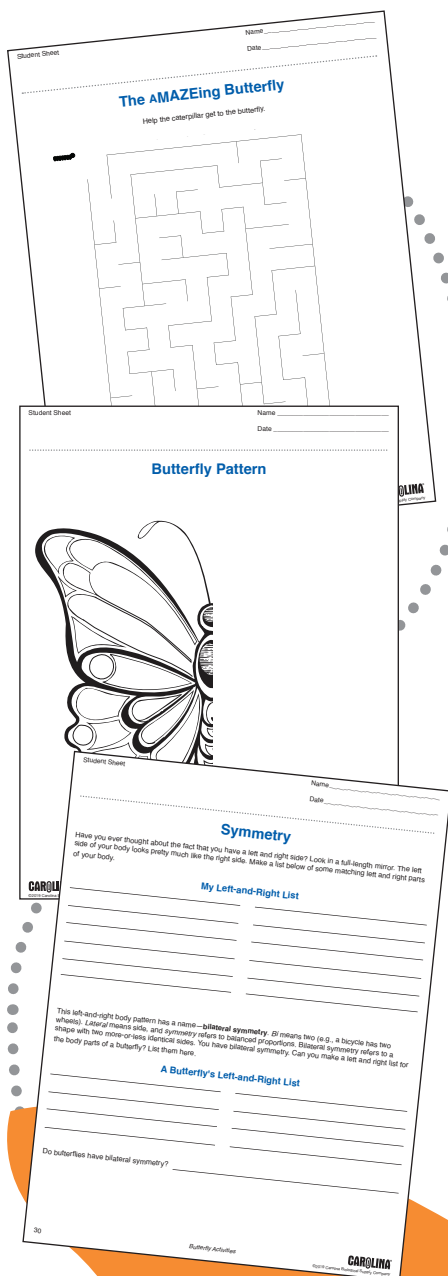 Student Sheet
Name
Date
The AMAZEing Butterfly
Help the caterpillar get to the butterfly.
OLINA
Student Sheet
Name
Date
Butterfly Pattern
CAROLI
Student Sheet
Name
Date
Symmetry
Have you ever thought about the fact that you have a left and right side? Look in a full-length mirror. The left
side of your body looks pretty much like the right side. Make a list below of some matching left and right parts
of your body.
My Left-and-Right List
This left-and-right body pattern has a name—bilateral symmetry. Bi means two (e.g., a bicycle has two
wheels). Lateral means side, and symmetry refers to balanced proportions. Bilateral symmetry refers to a
shape with two more-or-less identical sides. You have bilateral symmetry. Can you make a left and right list for
the body parts of a butterfly? List them here.
A Butterfly's Left-and-Right List
Do butterflies have bilateral symmetry?
30
Butterfly Activities
CAROLINA
©2019 Carolina Biological Supply Company